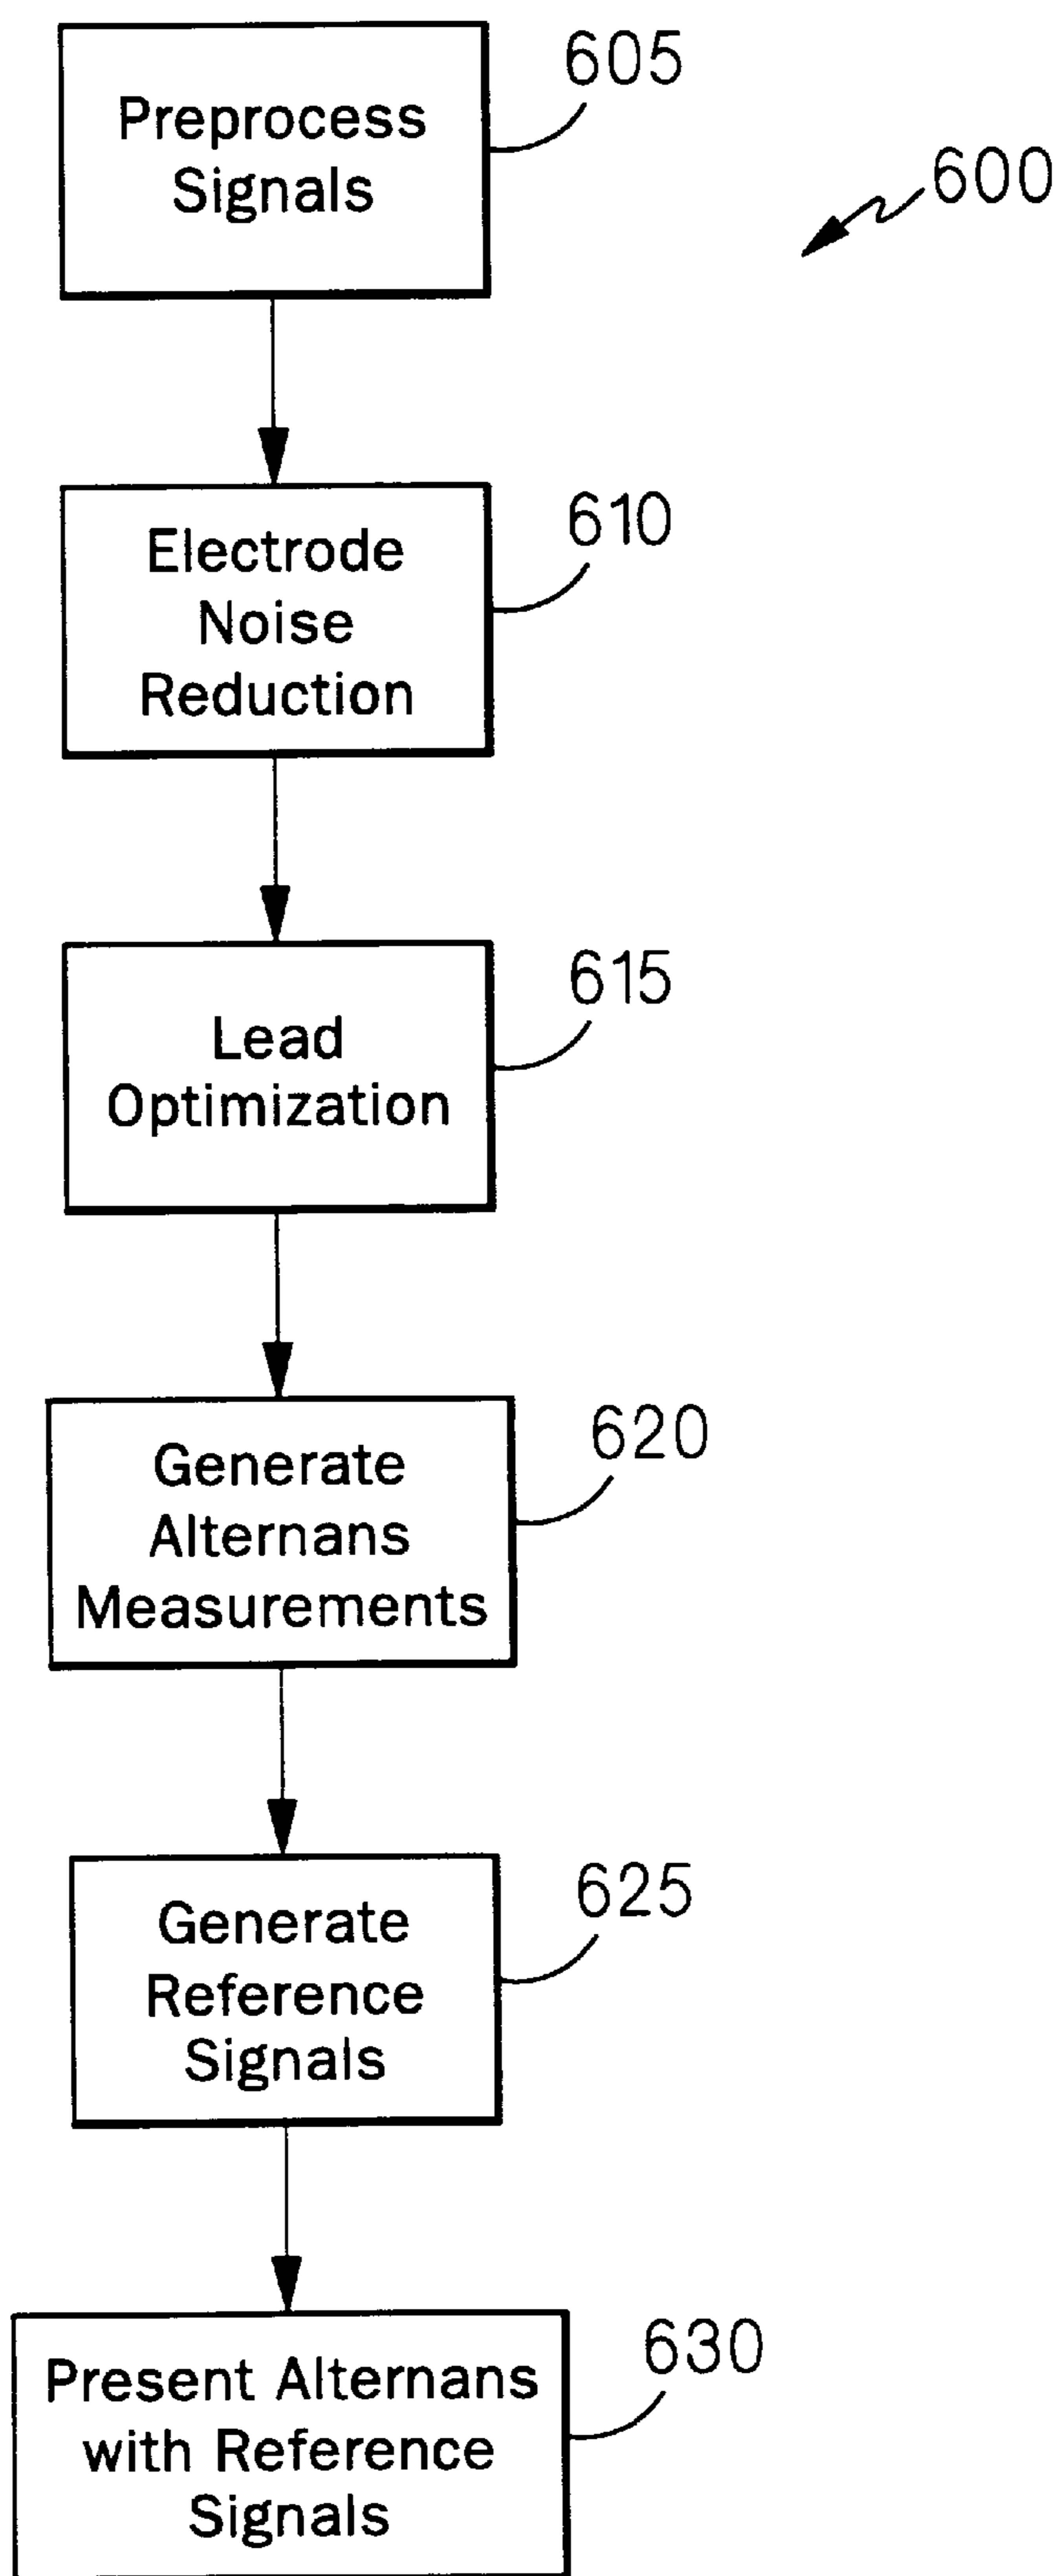 Preprocess
Signals
605
600
Electrode
Noise
Reduction
610
Lead
Optimization
615
Generate
Alternans
Measurements
620
Generate
Reference
Signals
625
Present Alternans
with Reference
Signals
630